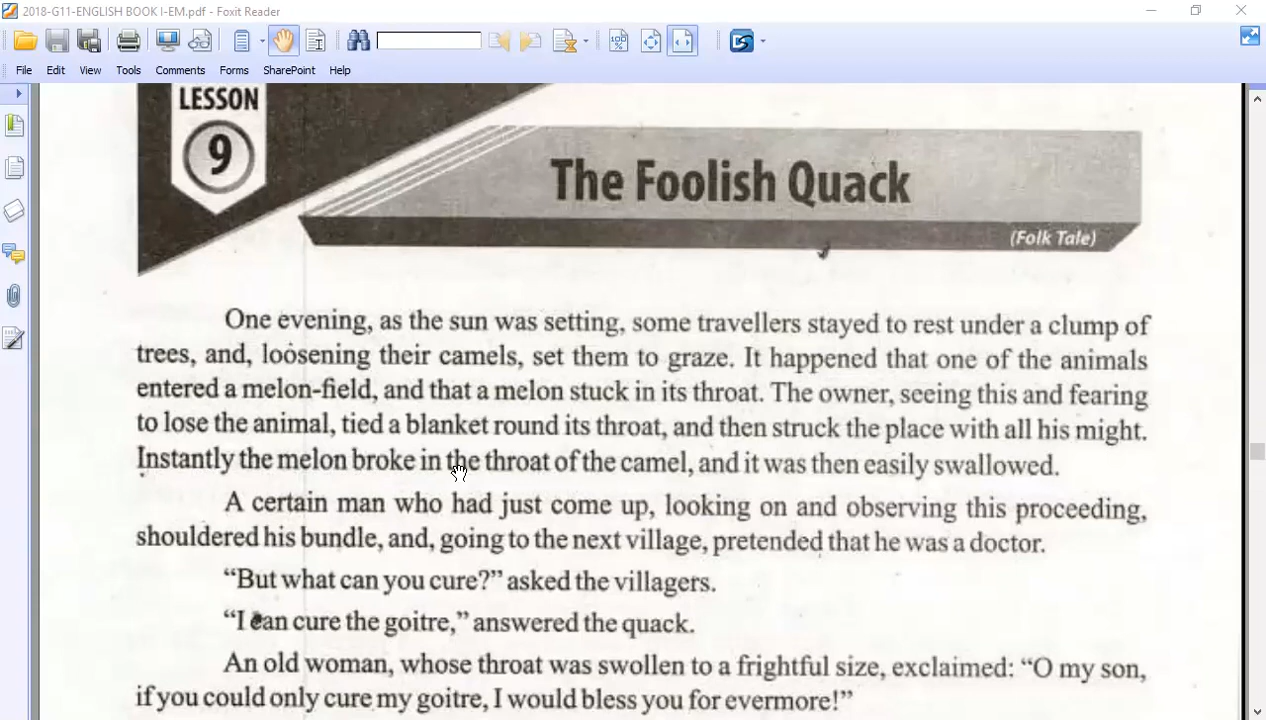 2018-G11-ENGLISH BOOK I-EM.pdf - Foxit Reader
File Edit View Tools Comments Forms SharePoint Help
LESSON
9
The Foolish Quack
(Folk Tale)
One evening, as the sun was setting, some travellers stayed to rest under a clump of
trees, and, loosening their camels, set them to graze. It happened that one of the animals
entered a melon-field, and that a melon stuck in its throat. The owner, seeing this and fearing
to lose the animal, tied a blanket round its throat, and then struck the place with all his might.
Instantly the melon broke in the throat of the camel, and it was then easily swallowed.
A certain man who had just come up, looking on and observing this proceeding,
shouldered his bundle, and, going to the next village, pretended that he was a doctor.
“But what can you cure?” asked the villagers.
“I can cure the goitre,” answered the quack.
An old woman, whose throat was swollen to a frightful size, exclaimed: “O my son,
if you could only cure my goitre, I would bless you for evermore!”